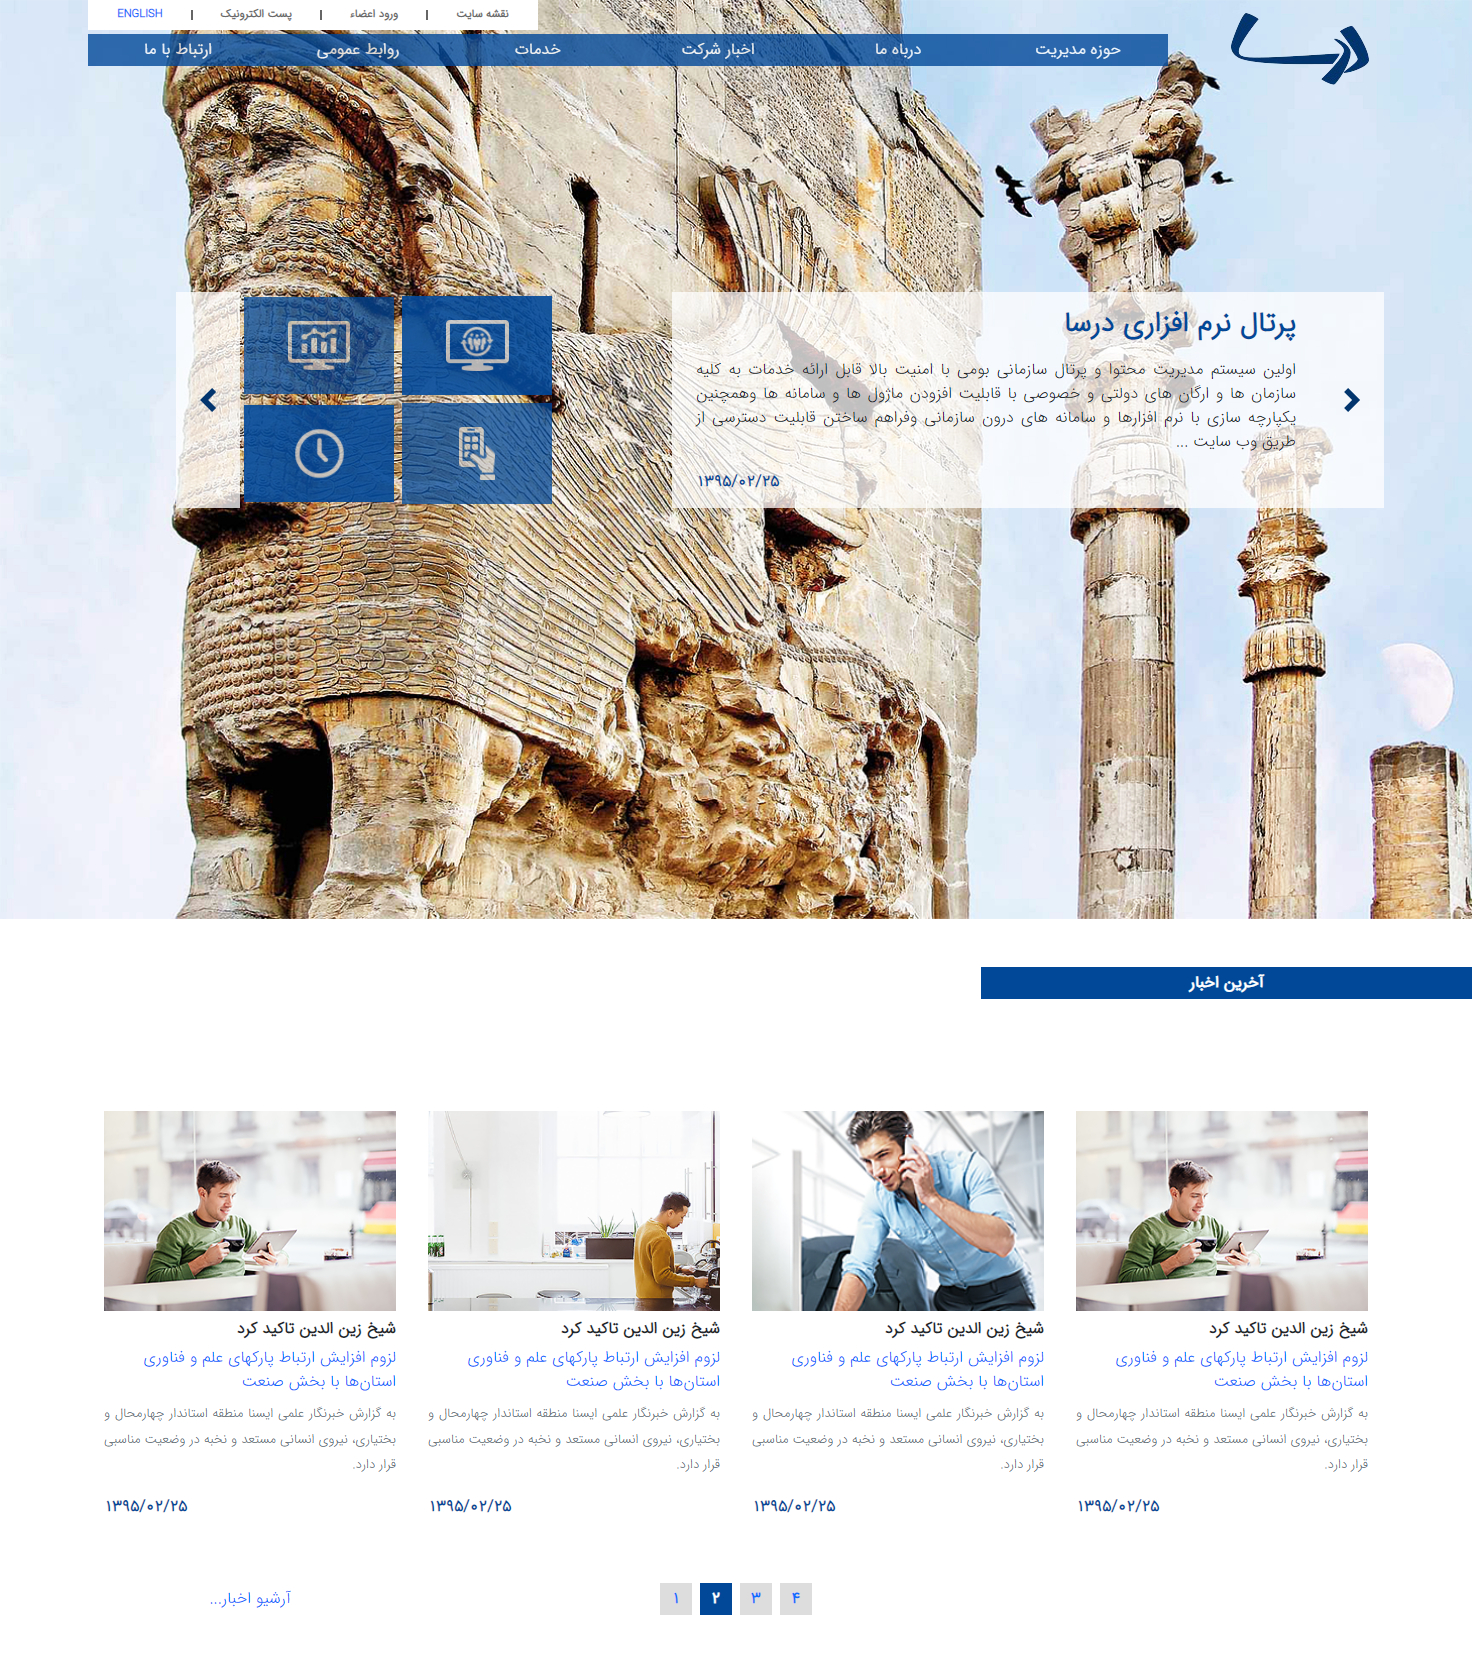 نقشه سایت | ورود اعضاء | پست الکترونیک | ENGLISH
درسا
حوزه مدیریت درباه ما اخبار شرکت خدمات روابط عمومی ارتباط با ما
پرتال نرم افزاری درسا
اولین سیستم مدیریت محتوا و پرتال سازمانی بومی با امنیت بالا قابل ارائه خدمات به کلیه
سازمان ها و ارگان های دولتی و خصوصی با قابلیت افزودن ماژول ها و سامانه ها وهمچنین
یکپارچه سازی با نرم افزارها و سامانه های درون سازمانی وفراهم ساختن قابلیت دسترسی از
طریق وب سایت ...
۱۳۹۵/۰۲/۲۵
آخرین اخبار
شیخ زین الدین تاکید کرد
لزوم افزایش ارتباط پارکهای علم و فناوری
استان‌ها با بخش صنعت
به گزارش خبرنگار علمی ایسنا منطقه استاندار چهارمحال و
بختیاری، نیروی انسانی مستعد و نخبه در وضعیت مناسبی
قرار دارد.
۱۳۹۵/۰۲/۲۵
شیخ زین الدین تاکید کرد
لزوم افزایش ارتباط پارکهای علم و فناوری
استان‌ها با بخش صنعت
به گزارش خبرنگار علمی ایسنا منطقه استاندار چهارمحال و
بختیاری، نیروی انسانی مستعد و نخبه در وضعیت مناسبی
قرار دارد.
۱۳۹۵/۰۲/۲۵
شیخ زین الدین تاکید کرد
لزوم افزایش ارتباط پارکهای علم و فناوری
استان‌ها با بخش صنعت
به گزارش خبرنگار علمی ایسنا منطقه استاندار چهارمحال و
بختیاری، نیروی انسانی مستعد و نخبه در وضعیت مناسبی
قرار دارد.
۱۳۹۵/۰۲/۲۵
شیخ زین الدین تاکید کرد
لزوم افزایش ارتباط پارکهای علم و فناوری
استان‌ها با بخش صنعت
به گزارش خبرنگار علمی ایسنا منطقه استاندار چهارمحال و
بختیاری، نیروی انسانی مستعد و نخبه در وضعیت مناسبی
قرار دارد.
۱۳۹۵/۰۲/۲۵
۴ ۳ ۲ ۱
آرشیو اخبار...